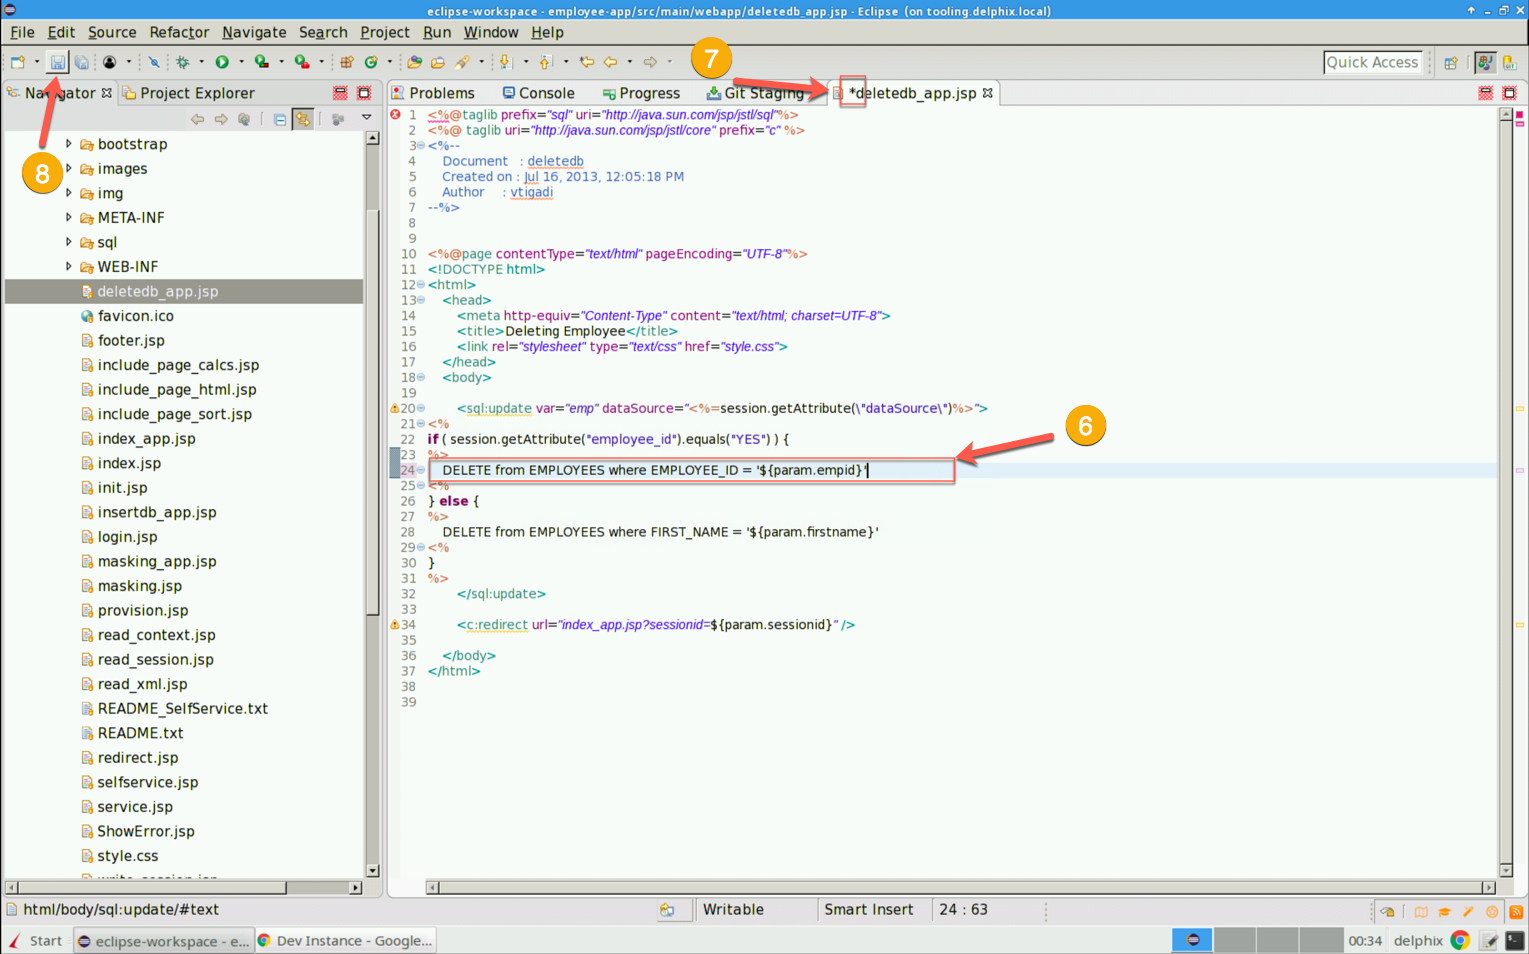 eclipse-workspace - employee-app/src/main/webapp/deletedb_app.jsp - Eclipse (on tooling.delphix.local)
File Edit Source Refactor Navigate Search Project Run Window Help
Quick Access
7
8
6
Navigator
Project Explorer
bootstrap
images
img
META-INF
sql
WEB-INF
deletedb_app.jsp
favicon.ico
footer.jsp
include_page_calcs.jsp
include_page_html.jsp
include_page_sort.jsp
index_app.jsp
index.jsp
init.jsp
insertdb_app.jsp
login.jsp
masking_app.jsp
masking.jsp
provision.jsp
read_context.jsp
read_session.jsp
read_xml.jsp
README_SelfService.txt
README.txt
redirect.jsp
selfservice.jsp
service.jsp
ShowError.jsp
style.css
Problems Console Progress Git Staging *deletedb_app.jsp
1 <%@taglib prefix="sql" uri="http://java.sun.com/jsp/jstl/sql"%>
2 <%@ taglib uri="http://java.sun.com/jsp/jstl/core" prefix="c" %>
3 <%--
4 Document : deletedb
5 Created on : Jul 16, 2013, 12:05:18 PM
6 Author : vtigadi
7 --%>
8
9
10 <%@page contentType="text/html" pageEncoding="UTF-8"%>
11 <!DOCTYPE html>
12 <html>
13 <head>
14 <meta http-equiv="Content-Type" content="text/html; charset=UTF-8">
15 <title>Deleting Employee</title>
16 <link rel="stylesheet" type="text/css" href="style.css">
17 </head>
18 <body>
19
20 <sql:update var="emp" dataSource="<%=session.getAttribute(\"dataSource\")%>">
21 <%
22 if ( session.getAttribute("employee_id").equals("YES") ) {
23 %>
24 DELETE from EMPLOYEES where EMPLOYEE_ID = '${param.empid}'
25 <%
26 } else {
27 %>
28 DELETE from EMPLOYEES where FIRST_NAME = '${param.firstname}'
29 <%
30 }
31 %>
32 </sql:update>
33
34 <c:redirect url="index_app.jsp?sessionid=${param.sessionid}" />
35
36 </body>
37 </html>
38
39
html/body/sql:update/#text
Writable Smart Insert 24 : 63
Start eclipse-workspace - e... Dev Instance - Google... 00:34 delphix